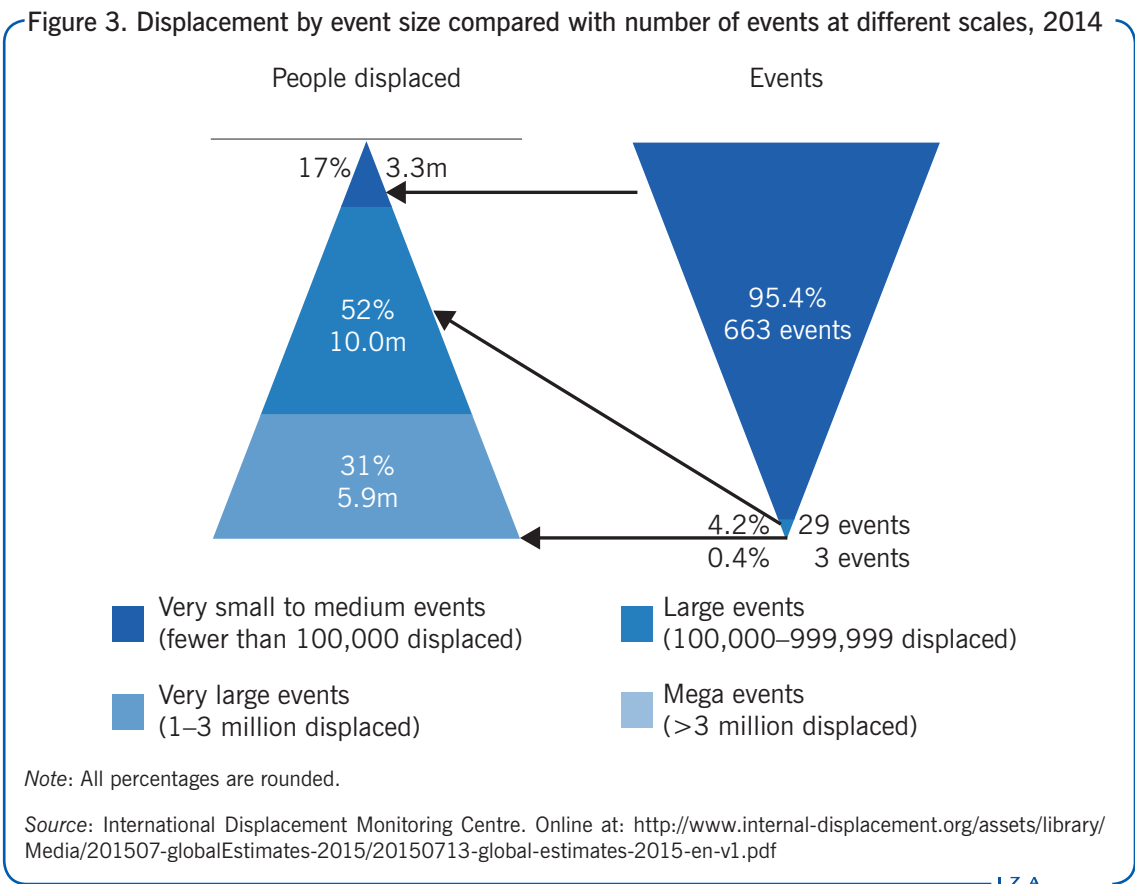 Figure 3. Displacement by event size compared with number of events at different scales, 2014
People displaced
Events
17% 3.3m
52%
10.0m
31%
5.9m
95.4%
663 events
4.2% 29 events
0.4% 3 events
Very small to medium events
(fewer than 100,000 displaced)
Large events
(100,000–999,999 displaced)
Very large events
(1–3 million displaced)
Mega events
(>3 million displaced)
Note: All percentages are rounded.
Source: International Displacement Monitoring Centre. Online at: http://www.internal-displacement.org/assets/library/
Media/201507-globalEstimates-2015/20150713-global-estimates-2015-en-v1.pdf
I Z A